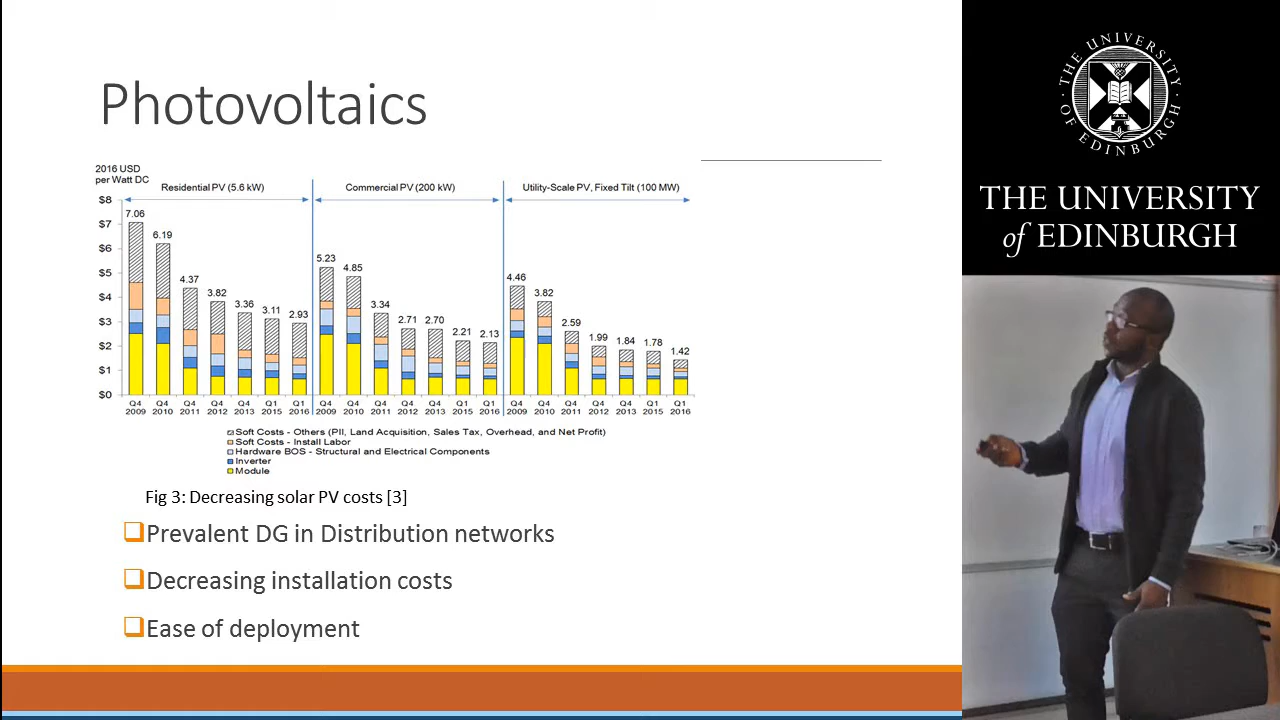 Photovoltaics
2016 USD
per Watt DC
Residential PV (5.6 kW)
Commercial PV (200 kW)
Utility-Scale PV, Fixed Tilt (100 MW)
$8
$7
$6
$5
$4
$3
$2
$1
$0
7.06
6.19
4.37
3.82
3.36
3.11
2.93
5.23
4.85
3.34
2.71
2.70
2.21
2.13
4.46
3.82
2.59
1.99
1.84
1.78
1.42
Q4 Q4 Q4 Q4 Q4 Q1 Q1 Q4 Q4 Q4 Q4 Q4 Q1 Q1 Q4 Q4 Q4 Q4 Q4 Q1 Q1
2009 2010 2011 2012 2013 2015 2016 2009 2010 2011 2012 2013 2015 2016 2009 2010 2011 2012 2013 2015 2016
Soft Costs - Others (PII, Land Acquisition, Sales Tax, Overhead, and Net Profit)
Soft Costs - Install Labor
Hardware BOS - Structural and Electrical Components
Inverter
Module
Fig 3: Decreasing solar PV costs [3]
Prevalent DG in Distribution networks
Decreasing installation costs
Ease of deployment
THE UNIVERSITY
OF EDINBURGH
THE UNIVERSITY
of EDINBURGH